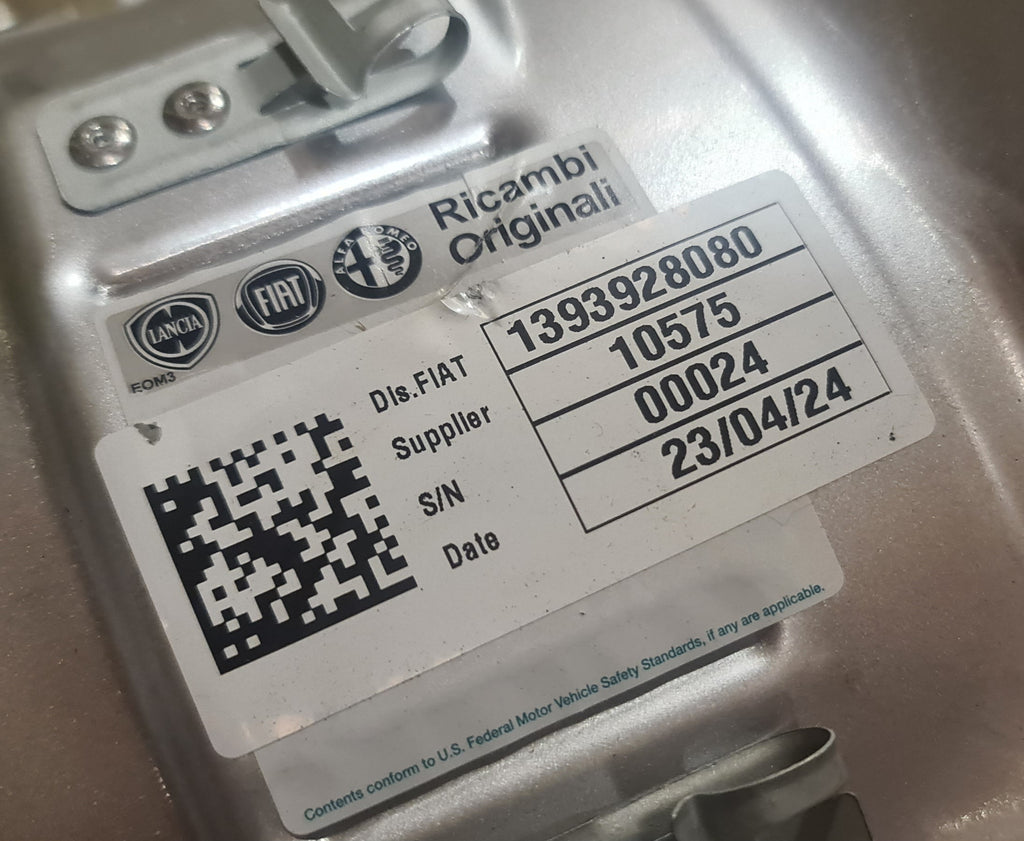 Ricambi
Originali
LANCIA
FIAT
ALFA ROMEO
EOM3
Dis.FIAT 1393928080
Supplier 10575
S/N 00024
Date 23/04/24
Contents conform to U.S. Federal Motor Vehicle Safety Standards, if any are applicable.